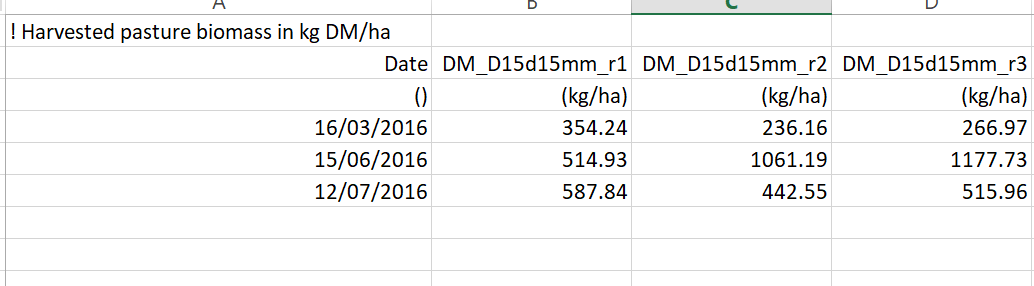 A B C D
! Harvested pasture biomass in kg DM/ha
Date DM_D15d15mm_r1 DM_D15d15mm_r2 DM_D15d15mm_r3
() (kg/ha) (kg/ha) (kg/ha)
16/03/2016 354.24 236.16 266.97
15/06/2016 514.93 1061.19 1177.73
12/07/2016 587.84 442.55 515.96